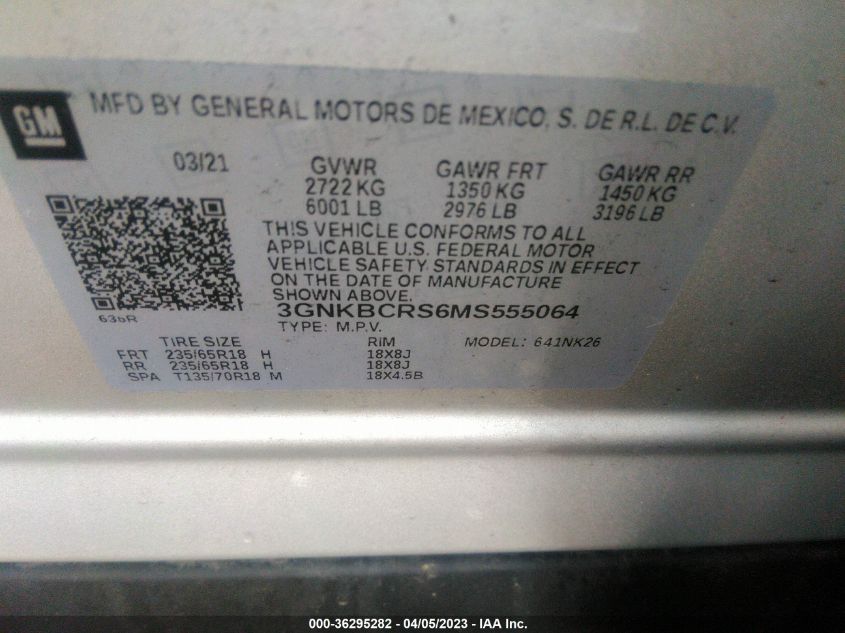 GM
MFD BY GENERAL MOTORS DE MEXICO, S. DE R.L. DE C.V.
03/21 GVWR GAWR FRT GAWR RR
2722 KG 1350 KG 1450 KG
6001 LB 2976 LB 3196 LB
THIS VEHICLE CONFORMS TO ALL
APPLICABLE U.S. FEDERAL MOTOR
VEHICLE SAFETY STANDARDS IN EFFECT
ON THE DATE OF MANUFACTURE
SHOWN ABOVE.
3GNKBCRS6MS555064
TYPE: M.P.V.
TIRE SIZE RIM MODEL: 641NK26
FRT 235/65R18 H 18X8J
RR 235/65R18 H 18X8J
SPA T135/70R18 M 18X4.5B
000-36295282 - 04/05/2023 - IAA Inc.